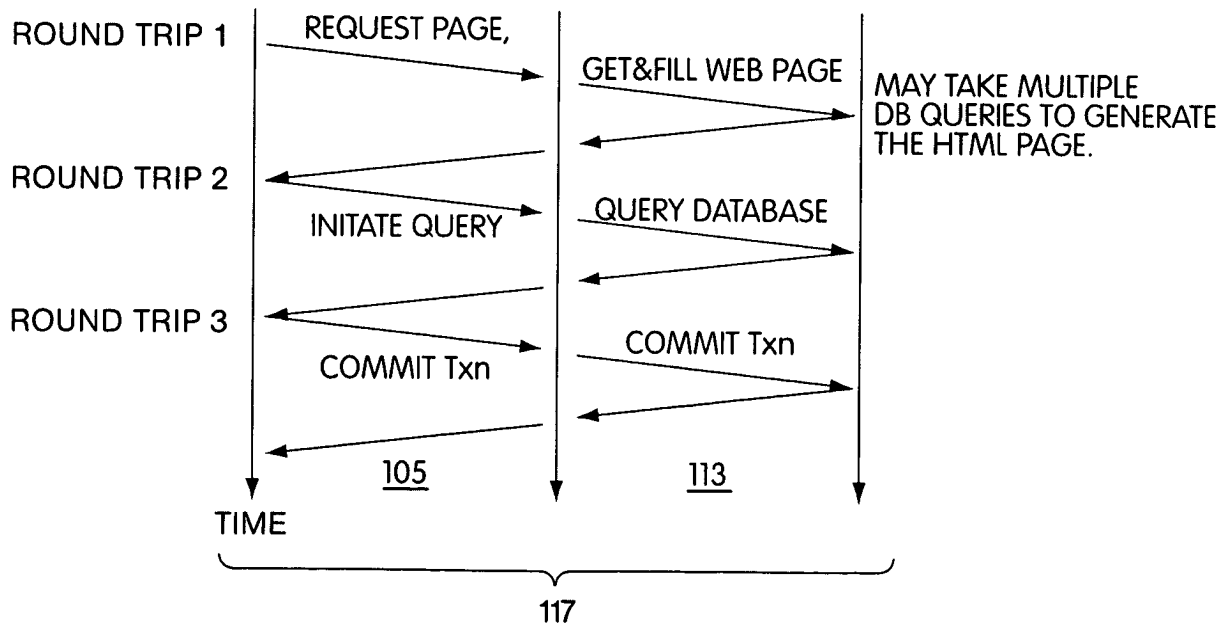 ROUND TRIP 1
REQUEST PAGE,
GET&FILL WEB PAGE
MAY TAKE MULTIPLE
DB QUERIES TO GENERATE
THE HTML PAGE.
ROUND TRIP 2
INITATE QUERY
QUERY DATABASE
ROUND TRIP 3
COMMIT Txn
COMMIT Txn
105
113
TIME
117